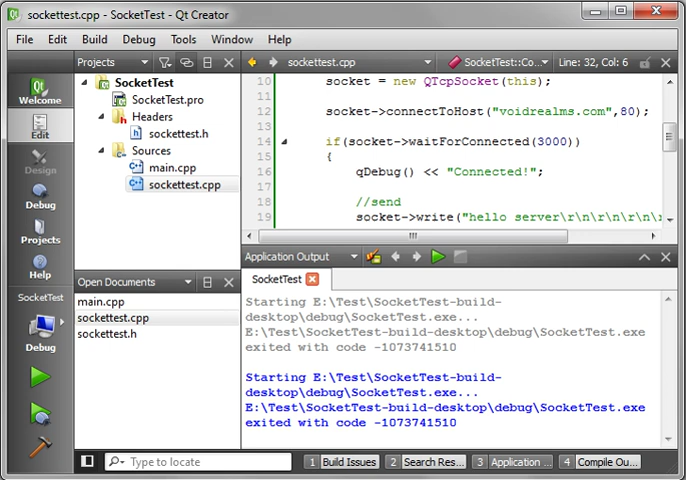 sockettest.cpp - SocketTest - Qt Creator
File Edit Build Debug Tools Window Help
Projects
sockettest.cpp
SocketTest::Co...
Line: 32, Col: 6
Welcome
Edit
Design
Debug
Projects
Help
SocketTest
Debug
SocketTest
SocketTest.pro
Headers
sockettest.h
Sources
main.cpp
sockettest.cpp
10 socket = new QTcpSocket(this);
11
12 socket->connectToHost("voidrealms.com",80);
13
14 if(socket->waitForConnected(3000))
15 {
16 qDebug() << "Connected!";
17
18 //send
19 socket->write("hello server\r\n\r\n\r\n\
Open Documents
main.cpp
sockettest.cpp
sockettest.h
Application Output
SocketTest
Starting E:\Test\SocketTest-build-
desktop\debug\SocketTest.exe...
E:\Test\SocketTest-build-desktop\debug\SocketTest.exe
exited with code -1073741510
Starting E:\Test\SocketTest-build-
desktop\debug\SocketTest.exe...
E:\Test\SocketTest-build-desktop\debug\SocketTest.exe
exited with code -1073741510
Type to locate
1 Build Issues
2 Search Res...
3 Application ...
4 Compile Ou...